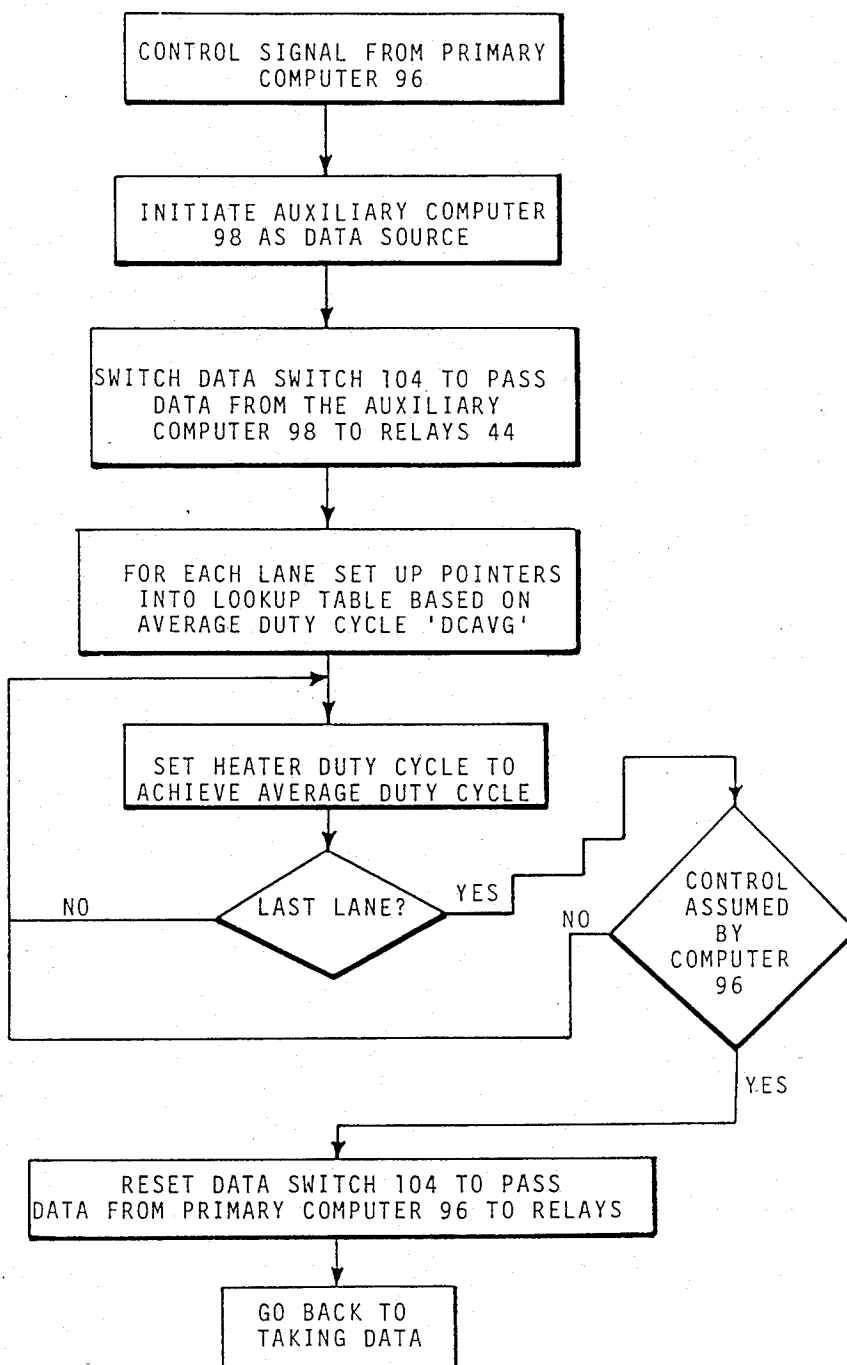 CONTROL SIGNAL FROM PRIMARY
COMPUTER 96
INITIATE AUXILIARY COMPUTER
98 AS DATA SOURCE
SWITCH DATA SWITCH 104 TO PASS
DATA FROM THE AUXILIARY
COMPUTER 98 TO RELAYS 44
FOR EACH LANE SET UP POINTERS
INTO LOOKUP TABLE BASED ON
AVERAGE DUTY CYCLE 'DCAVG'
SET HEATER DUTY CYCLE TO
ACHIEVE AVERAGE DUTY CYCLE
LAST LANE?
NO
YES
CONTROL
ASSUMED
BY
COMPUTER
96
NO
YES
RESET DATA SWITCH 104 TO PASS
DATA FROM PRIMARY COMPUTER 96 TO RELAYS
GO BACK TO
TAKING DATA